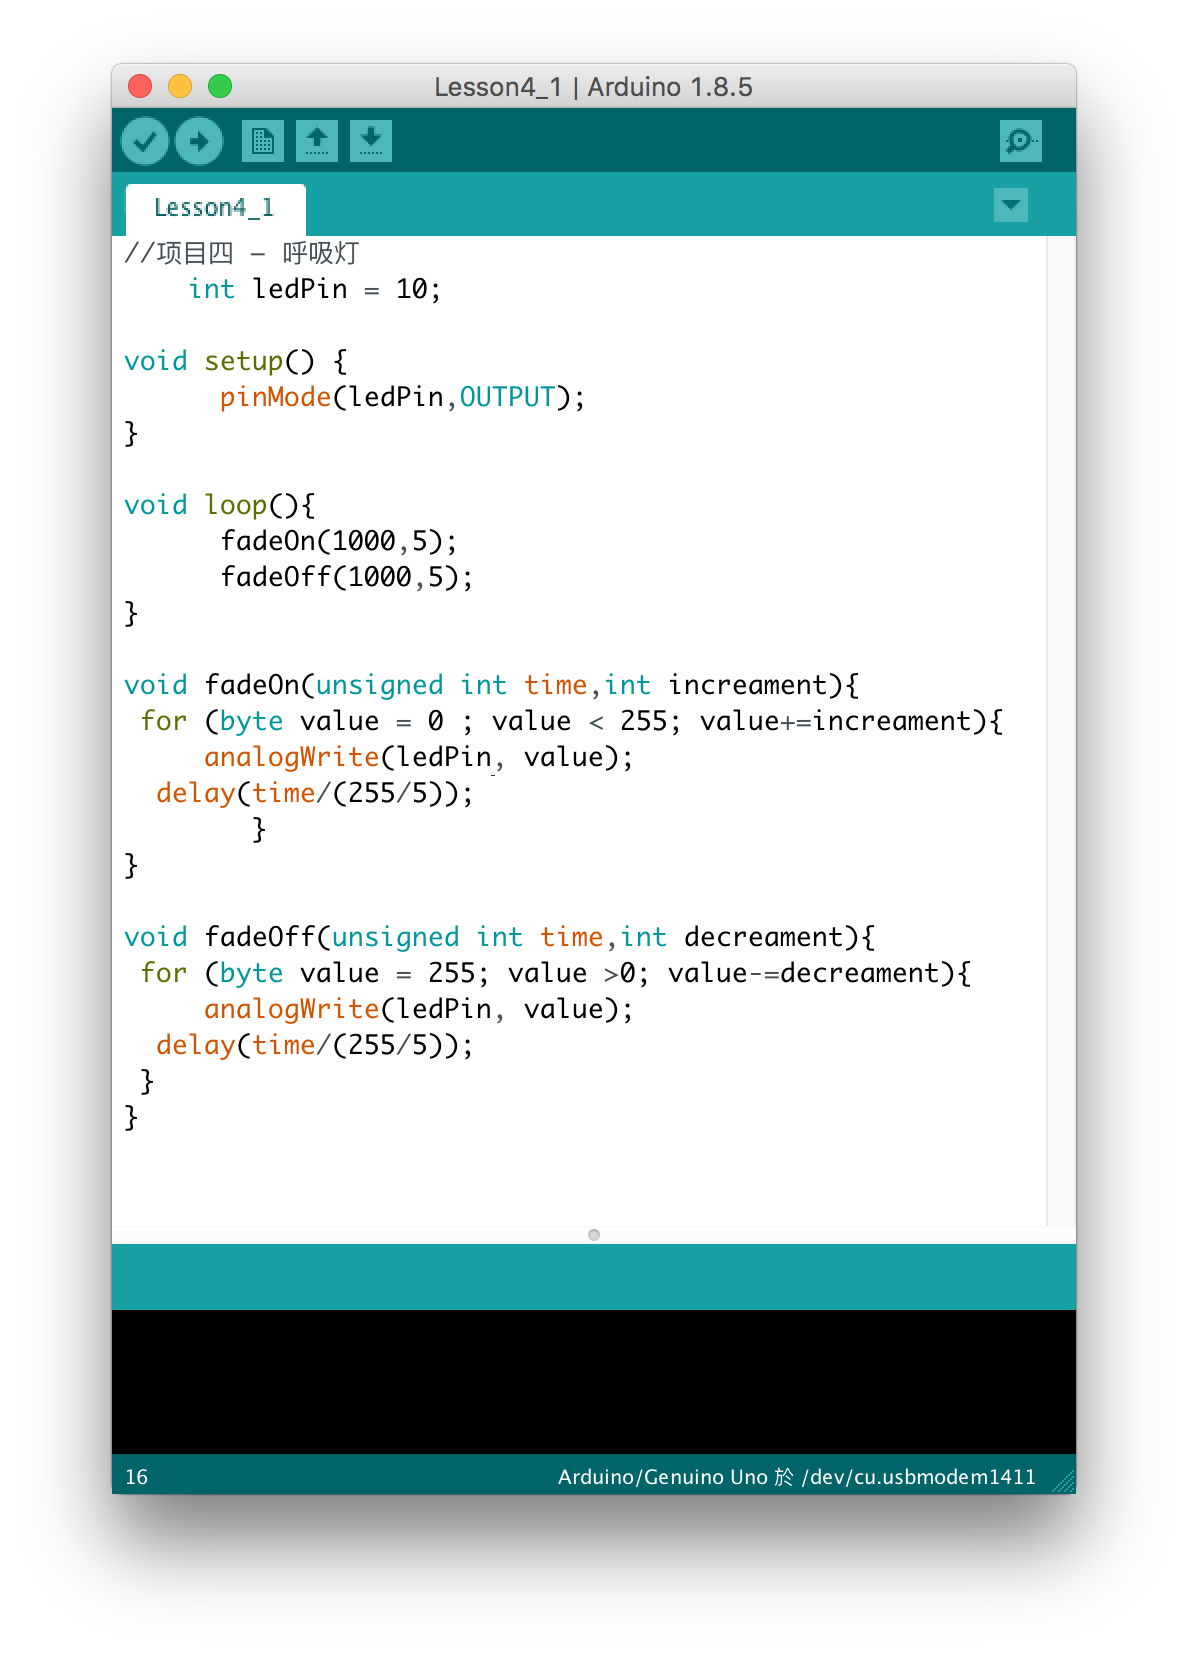 Lesson4_1 | Arduino 1.8.5
Lesson4_1
//项目四 – 呼吸灯
int ledPin = 10;
void setup() {
pinMode(ledPin,OUTPUT);
}
void loop(){
fadeOn(1000,5);
fadeOff(1000,5);
}
void fadeOn(unsigned int time,int increament){
for (byte value = 0 ; value < 255; value+=increament){
analogWrite(ledPin, value);
delay(time/(255/5));
}
}
void fadeOff(unsigned int time,int decreament){
for (byte value = 255; value >0; value-=decreament){
analogWrite(ledPin, value);
delay(time/(255/5));
}
}
16
Arduino/Genuino Uno 於 /dev/cu.usbmodem1411